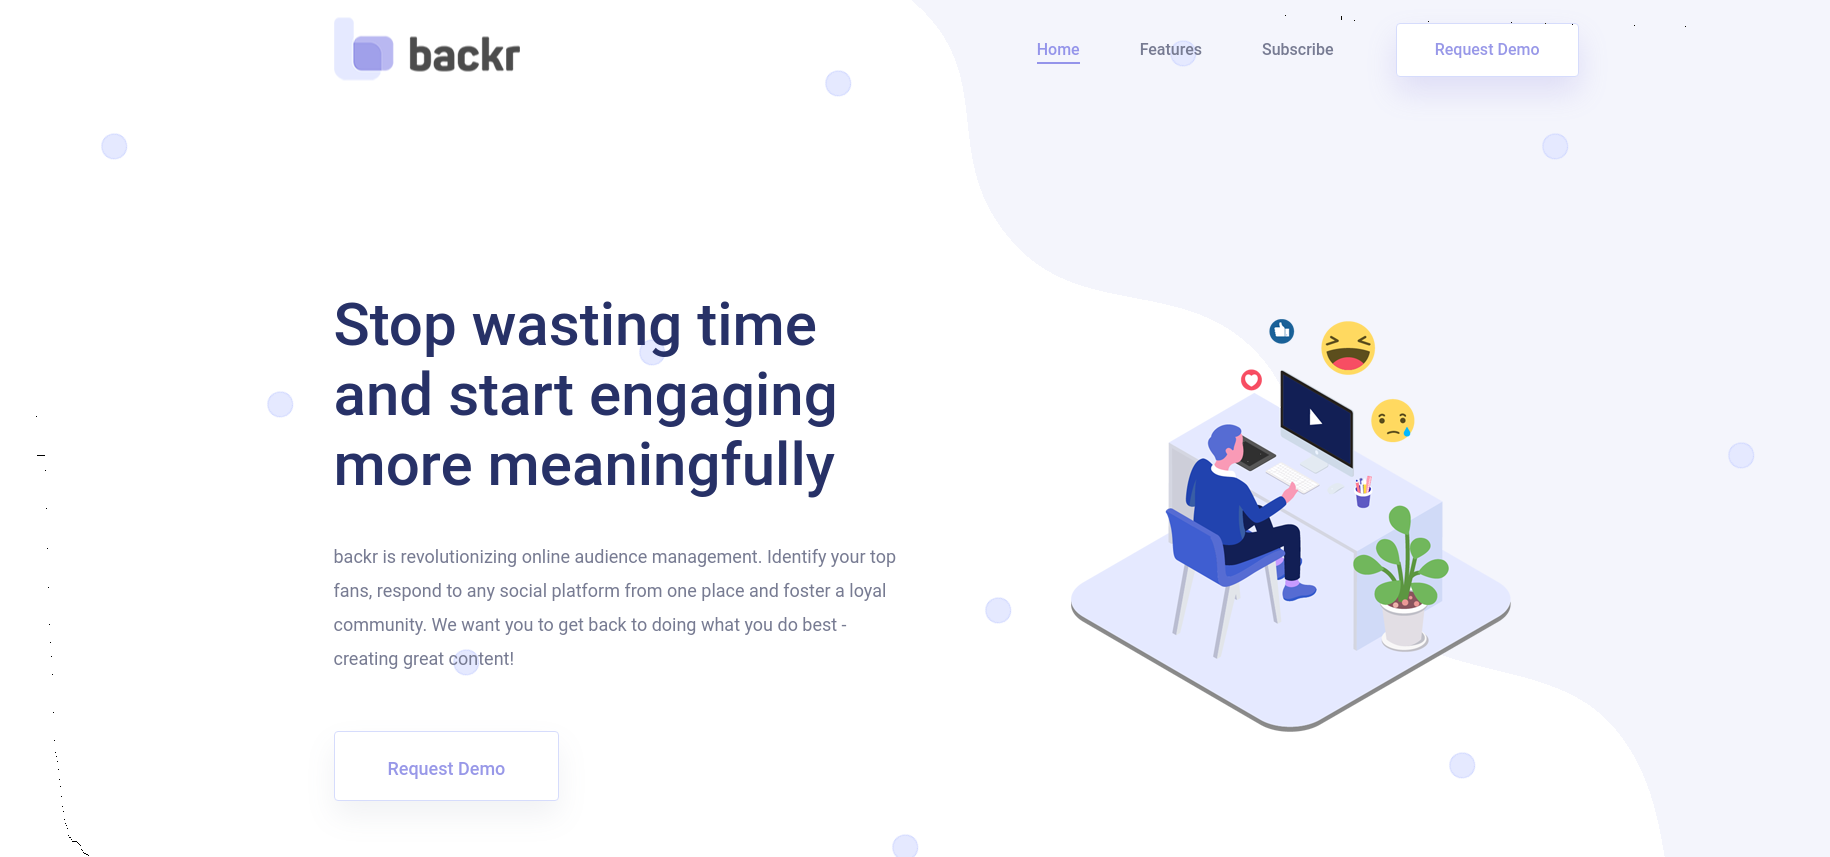 backr
Home
Features
Subscribe
Request Demo
Stop wasting time
and start engaging
more meaningfully
backr is revolutionizing online audience management. Identify your top
fans, respond to any social platform from one place and foster a loyal
community. We want you to get back to doing what you do best -
creating great content!
Request Demo